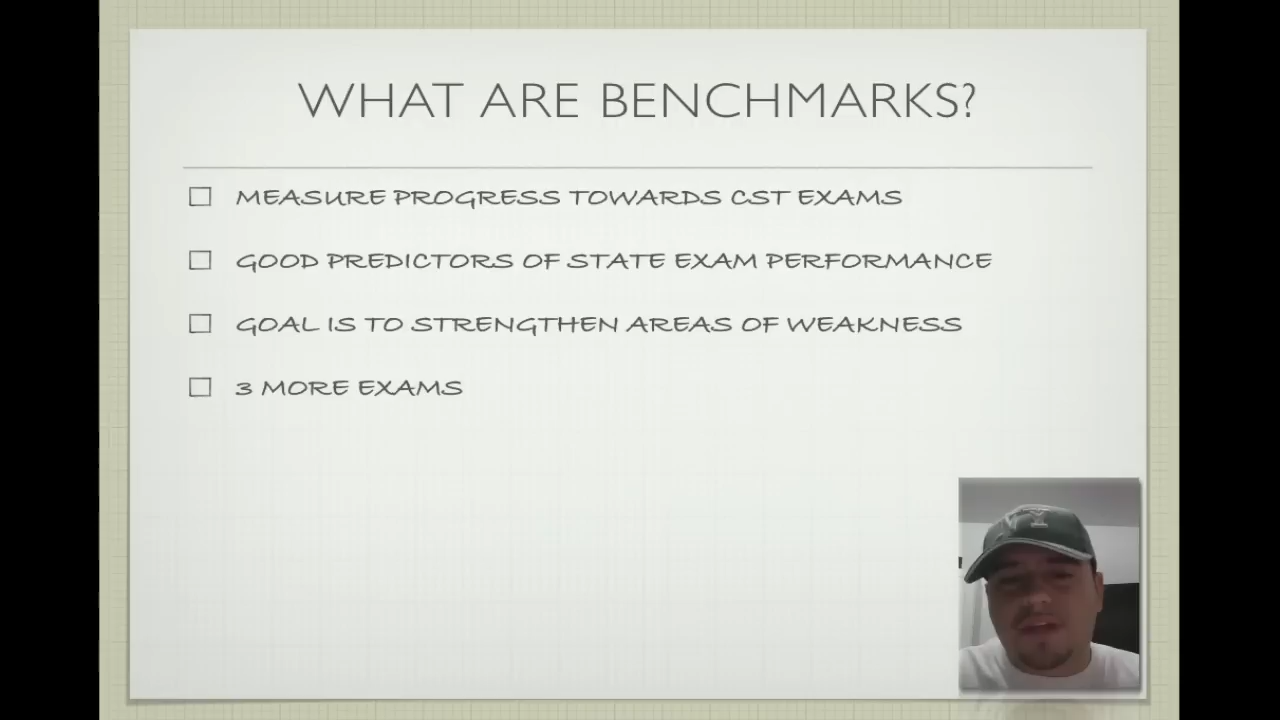 WHAT ARE BENCHMARKS?
MEASURE PROGRESS TOWARDS CST EXAMS
GOOD PREDICTORS OF STATE EXAM PERFORMANCE
GOAL IS TO STRENGTHEN AREAS OF WEAKNESS
3 MORE EXAMS